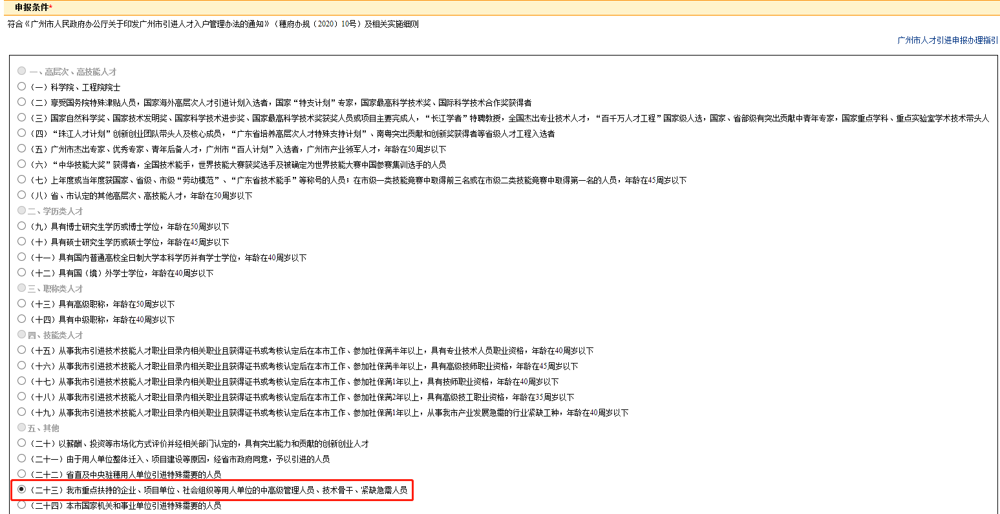 申报条件*
符合《广州市人民政府办公厅关于印发广州市引进人才入户管理办法的通知》（穗府办规〔2020〕10号）及相关实施细则
广州市人才引进申报办理指引
一、高层次、高技能人才
（一）科学院、工程院院士
（二）享受国务院特殊津贴人员，国家海外高层次人才引进计划入选者，国家“特支计划”专家，国家最高科学技术奖、国际科学技术合作奖获得者
（三）国家自然科学奖、国家技术发明奖、国家科学技术进步奖、国家最高科学技术奖获奖人员或项目主要完成人，“长江学者”特聘教授，全国杰出专业技术人才，“百千万人才工程”国家级人选，国家、省部级有突出贡献中青年专家，国家重点学科、重点实验室学术技术带头人
（四）“珠江人才计划”创新创业团队带头人及核心成员，“广东省培养高层次人才特殊支持计划”、南粤突出贡献和创新奖获得者等省级人才工程入选者
（五）广州市杰出专家、优秀专家、青年后备人才，广州市“百人计划”入选者，广州市产业领军人才，年龄在50周岁以下
（六）“中华技能大奖”获得者，全国技术能手，世界技能大赛获奖选手及被确定为世界技能大赛中国参赛集训选手的人员
（七）上年度或当年度获国家、省级、市级“劳动模范”、“广东省技术能手”等称号的人员；在市级一类技能竞赛中取得前三名或在市级二类技能竞赛中取得第一名的人员，年龄在45周岁以下
（八）省、市认定的其他高层次、高技能人才，年龄在50周岁以下
二、学历类人才
（九）具有博士研究生学历或博士学位，年龄在50周岁以下
（十）具有硕士研究生学历或硕士学位，年龄在45周岁以下
（十一）具有国内普通高校全日制大学本科学历并有学士学位，年龄在40周岁以下
（十二）具有国（境）外学士学位，年龄在40周岁以下
三、职称类人才
（十三）具有高级职称，年龄在50周岁以下
（十四）具有中级职称，年龄在40周岁以下
四、技能类人才
（十五）从事我市引进技术技能人才职业目录内相关职业且获得证书或考核认定后在本市工作、参加社保满半年以上，具有专业技术人员职业资格，年龄在40周岁以下
（十六）从事我市引进技术技能人才职业目录内相关职业且获得证书或考核认定后在本市工作、参加社保满半年以上，具有高级技师职业资格，年龄在45周岁以下
（十七）从事我市引进技术技能人才职业目录内相关职业且获得证书或考核认定后在本市工作、参加社保满1年以上，具有技师职业资格，年龄在40周岁以下
（十八）从事我市引进技术技能人才职业目录内相关职业且获得证书或考核认定后在本市工作、参加社保满2年以上，具有高级技工职业资格，年龄在35周岁以下
（十九）从事我市引进技术技能人才职业目录内相关职业且获得证书或考核认定后在本市工作、参加社保满1年以上，从事我市产业发展急需的行业紧缺工种，年龄在40周岁以下
五、其他
（二十）以薪酬、投资等市场化方式评价并经相关部门认定的，具有突出能力和贡献的创新创业人才
（二十一）由于用人单位整体迁入、项目建设等原因，经省市政府同意，予以引进的人员
（二十二）省直及中央驻穗用人单位引进特殊需要的人员
（二十三）我市重点扶持的企业、项目单位、社会组织等用人单位的中高级管理人员、技术骨干、紧缺急需人员
（二十四）本市国家机关和事业单位引进特殊需要的人员